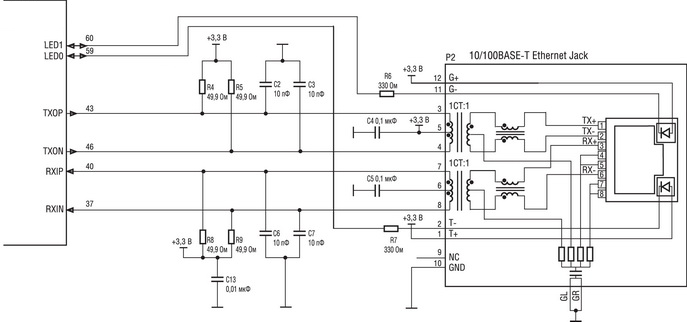 P2
10/100BASE-T Ethernet Jack
LED1
60
LED0
59
+3,3 В
+3,3 В
12
G+
11
G-
R6
330 Ом
R4
49,9 Ом
R5
49,9 Ом
C2
10 пФ
C3
10 пФ
TXOP
43
3
1CT:1
TX+
1
C4 0,1 мкФ
+3,3 В
5
TX-
2
RX+
3
4
TXON
46
4
5
RXIP
40
7
1CT:1
RX-
6
C5 0,1 мкФ
6
7
8
RXIN
37
8
+3,3 В
2
T-
1
T+
R7
330 Ом
+3,3 В
R8
49,9 Ом
R9
49,9 Ом
C6
10 пФ
C7
10 пФ
9
NC
10
GND
C13
0,01 мкФ
GL
GR